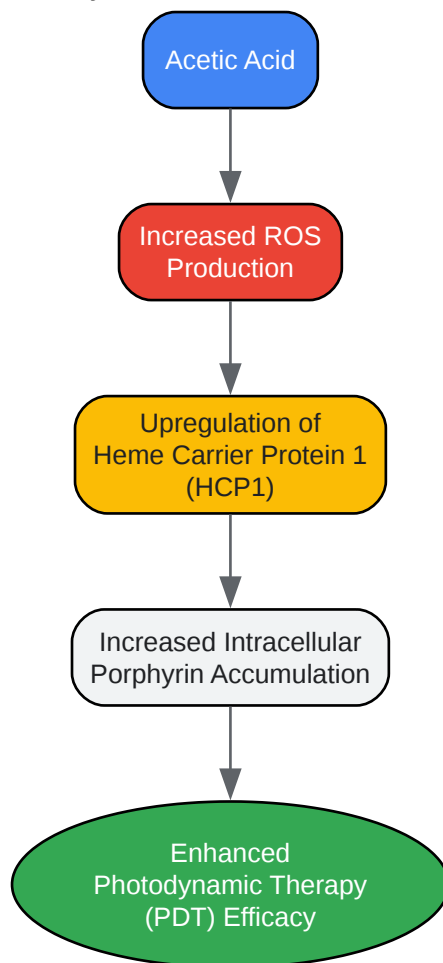 Acetic Acid
Increased ROS
Production
Upregulation of
Heme Carrier Protein 1
(HCP1)
Increased Intracellular
Porphyrin Accumulation
Enhanced
Photodynamic Therapy
(PDT) Efficacy